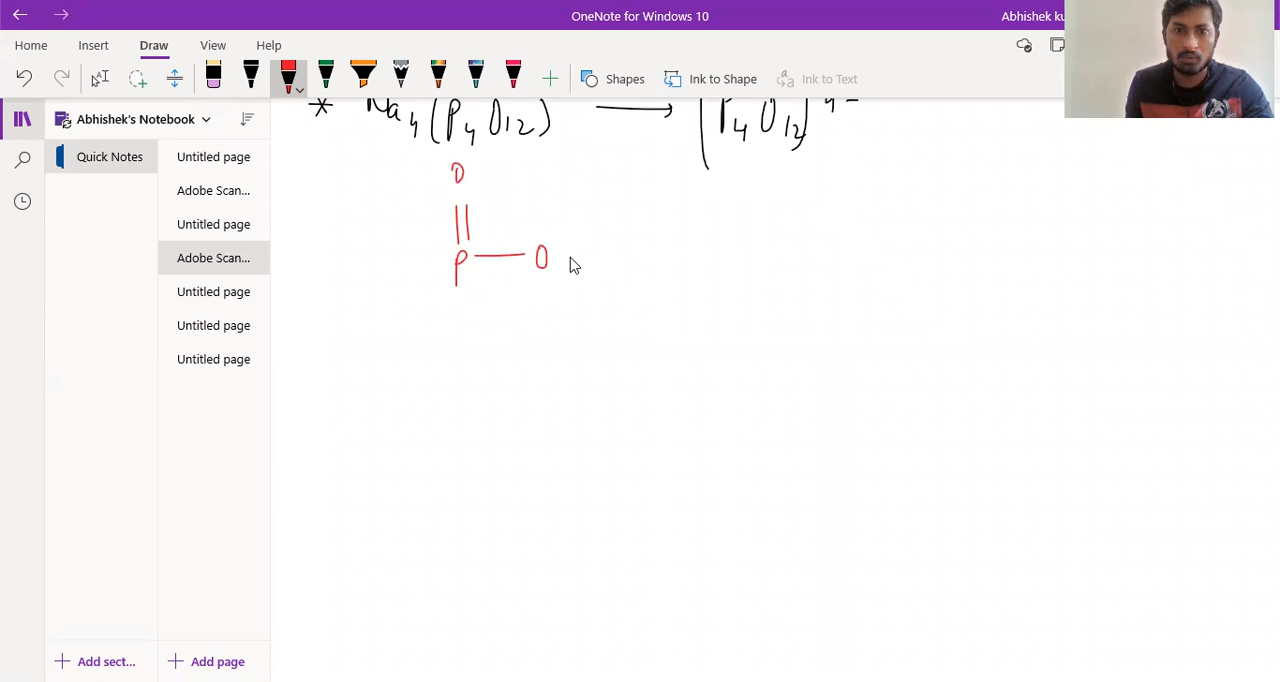 OneNote for Windows 10
Abhishek ku
Home Insert Draw View Help
Shapes Ink to Shape Ink to Text
Abhishek's Notebook
Quick Notes
Untitled page
Adobe Scan...
Untitled page
Adobe Scan...
Untitled page
Untitled page
Untitled page
Add sect... Add page
* Na4(P4O12) → [P4O12]4-
O
||
P—O